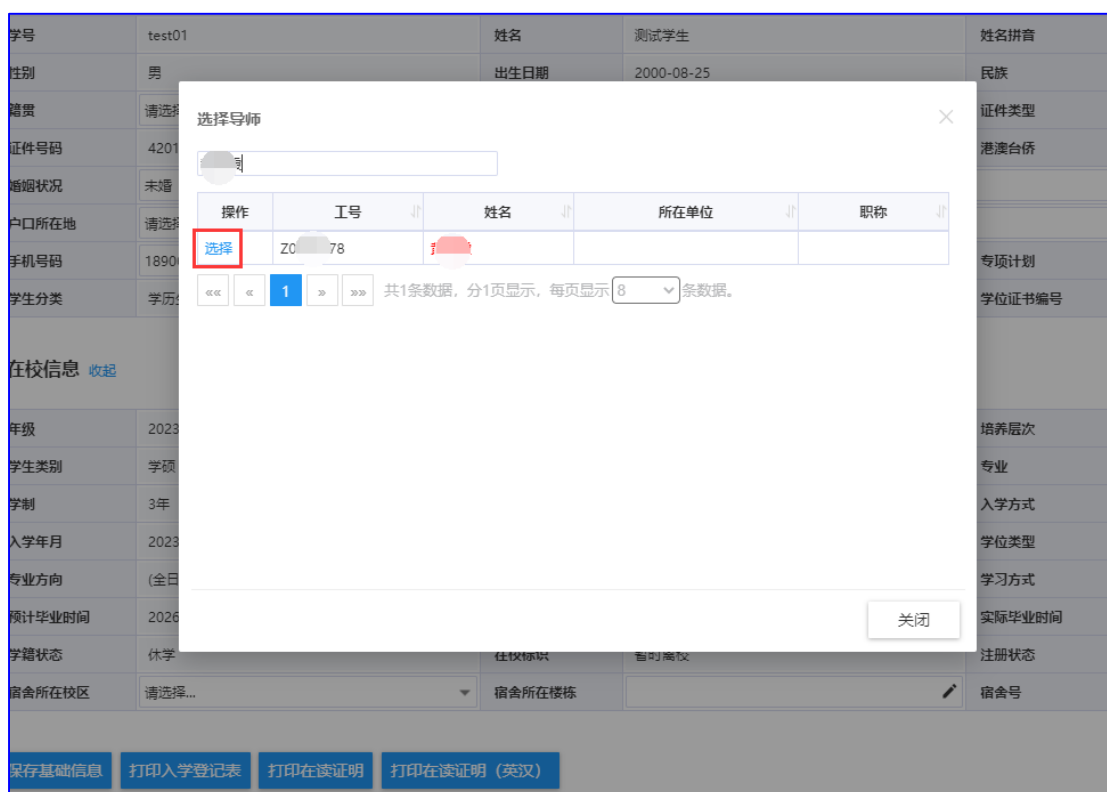 学号 test01 姓名 测试学生 姓名拼音
性别 男 出生日期 2000-08-25 民族
籍贯 请选择 证件类型
证件号码 4201 港澳台侨
婚姻状况 未婚
户口所在地 请选择
手机号码 1890 专项计划
学生分类 学历生 学位证书编号
选择导师
操作 工号 姓名 所在单位 职称
选择 Z0 78
«« « 1 » »» 共1条数据，分1页显示，每页显示 8 条数据。
关闭
在校信息 收起
年级 2023 培养层次
学生类别 学硕 专业
学制 3年 入学方式
入学年月 2023 学位类型
专业方向 (全日 学习方式
预计毕业时间 2026 实际毕业时间
学籍状态 休学 在校标识 暂时离校 注册状态
宿舍所在校区 请选择... 宿舍所在楼栋 宿舍号
保存基础信息 打印入学登记表 打印在读证明 打印在读证明（英汉）